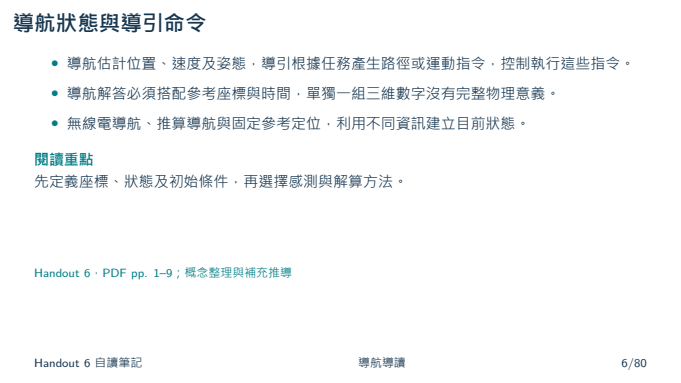 導航狀態與導引命令
• 導航估計位置、速度及姿態，導引根據任務產生路徑或運動指令，控制執行這些指令。
• 導航解答必須搭配參考座標與時間，單獨一組三維數字沒有完整物理意義。
• 無線電導航、推算導航與固定參考定位，利用不同資訊建立目前狀態。
閱讀重點
先定義座標、狀態及初始條件，再選擇感測與解算方法。
Handout 6 · PDF pp. 1–9；概念整理與補充推導
Handout 6 自讀筆記 導航導讀 6/80